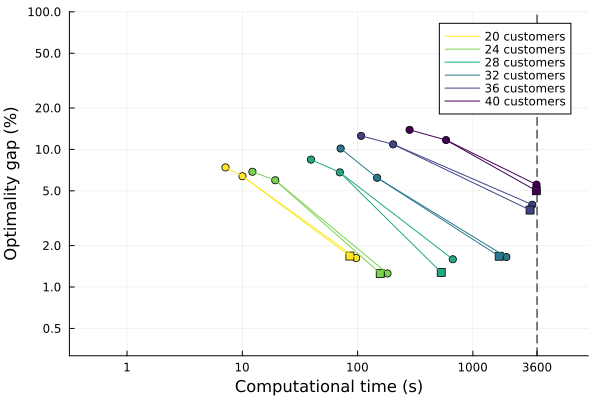 Optimality gap (%)
100.0
50.0
20.0
10.0
5.0
2.0
1.0
0.5
20 customers
24 customers
28 customers
32 customers
36 customers
40 customers
1
10
100
1000
3600
Computational time (s)